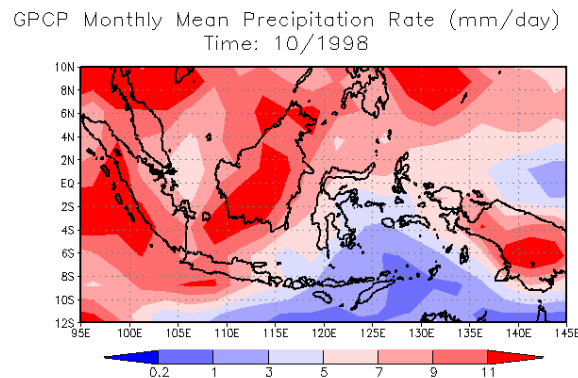 GPCP Monthly Mean Precipitation Rate (mm/day)
Time: 10/1998
10N
8N
6N
4N
2N
EQ
2S
4S
6S
8S
10S
12S
95E 100E 105E 110E 115E 120E 125E 130E 135E 140E 145E
0.2 1 3 5 7 9 11